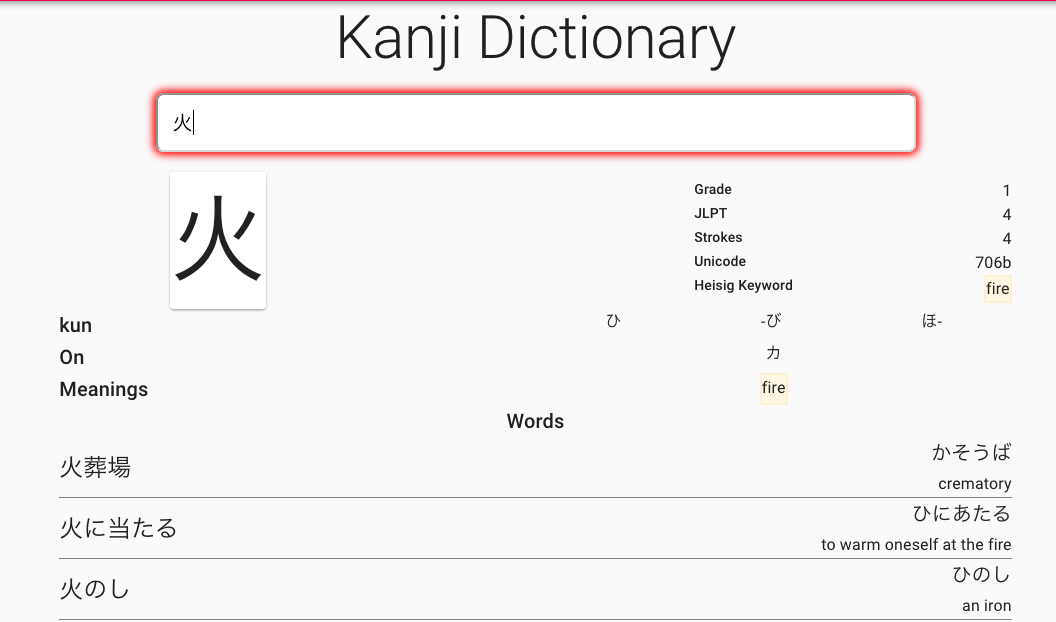 Kanji Dictionary
火
火
Grade 1
JLPT 4
Strokes 4
Unicode 706b
Heisig Keyword fire
kun ひ -び ほ-
On カ
Meanings fire
Words
火葬場 かそうば
crematory
火に当たる ひにあたる
to warm oneself at the fire
火のし ひのし
an iron